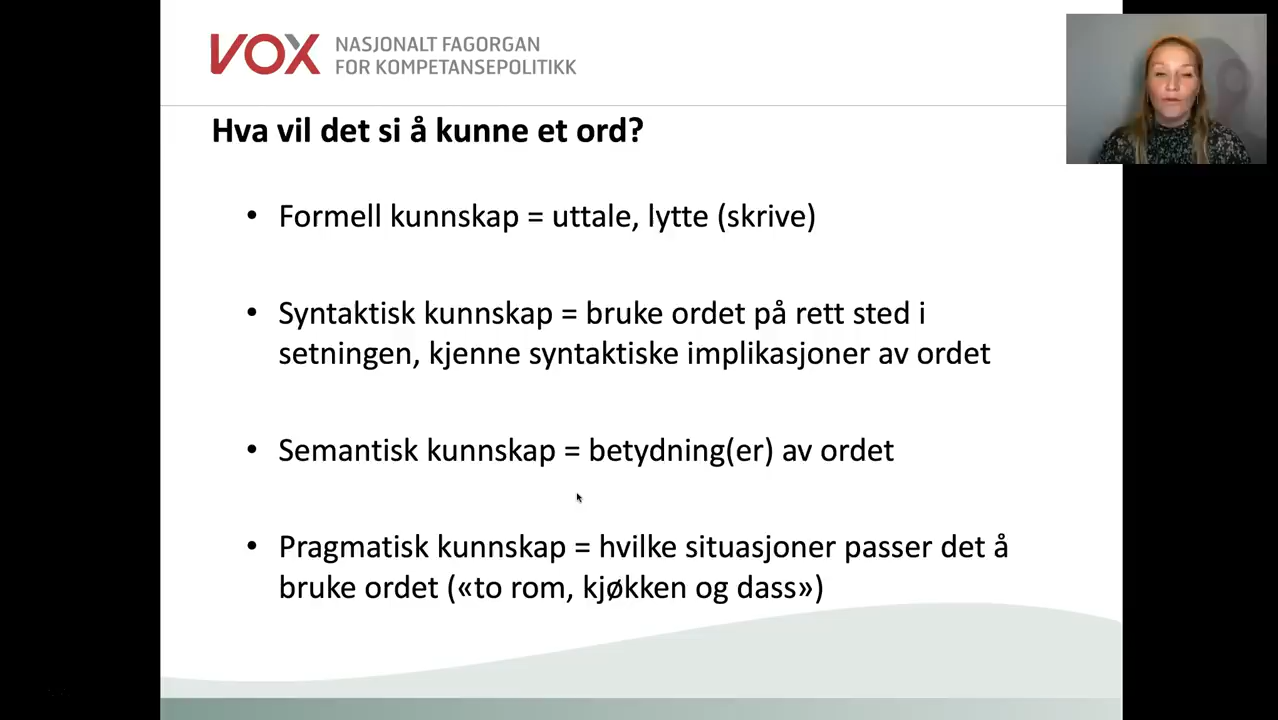 VOX NASJONALT FAGORGAN
FOR KOMPETANSEPOLITIKK
Hva vil det si å kunne et ord?
• Formell kunnskap = uttale, lytte (skrive)
• Syntaktisk kunnskap = bruke ordet på rett sted i
setningen, kjenne syntaktiske implikasjoner av ordet
• Semantisk kunnskap = betydning(er) av ordet
• Pragmatisk kunnskap = hvilke situasjoner passer det å
bruke ordet («to rom, kjøkken og dass»)